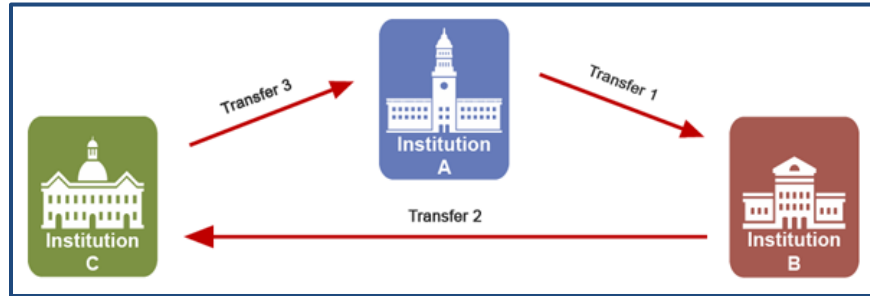 Transfer 3
Institution
A
Transfer 1
Institution
C
Transfer 2
Institution
B